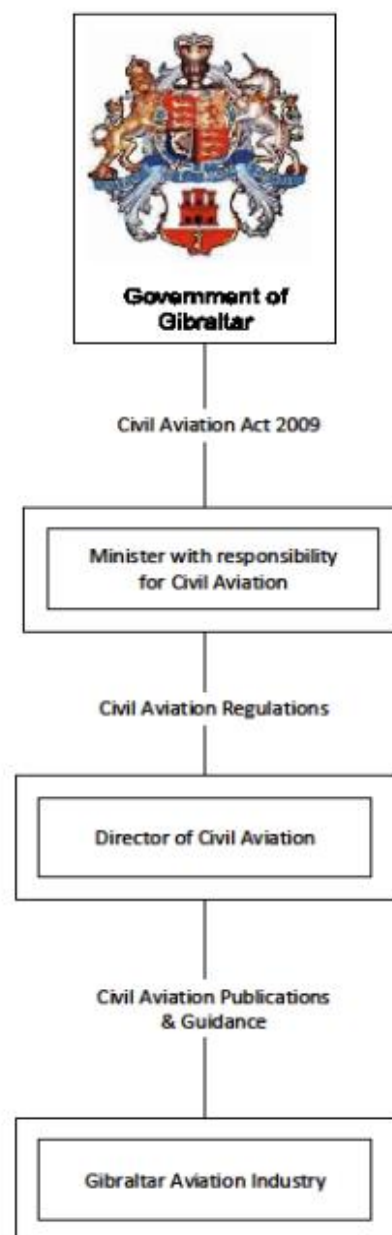 Government of
Gibraltar
Civil Aviation Act 2009
Minister with responsibility
for Civil Aviation
Civil Aviation Regulations
Director of Civil Aviation
Civil Aviation Publications
& Guidance
Gibraltar Aviation Industry